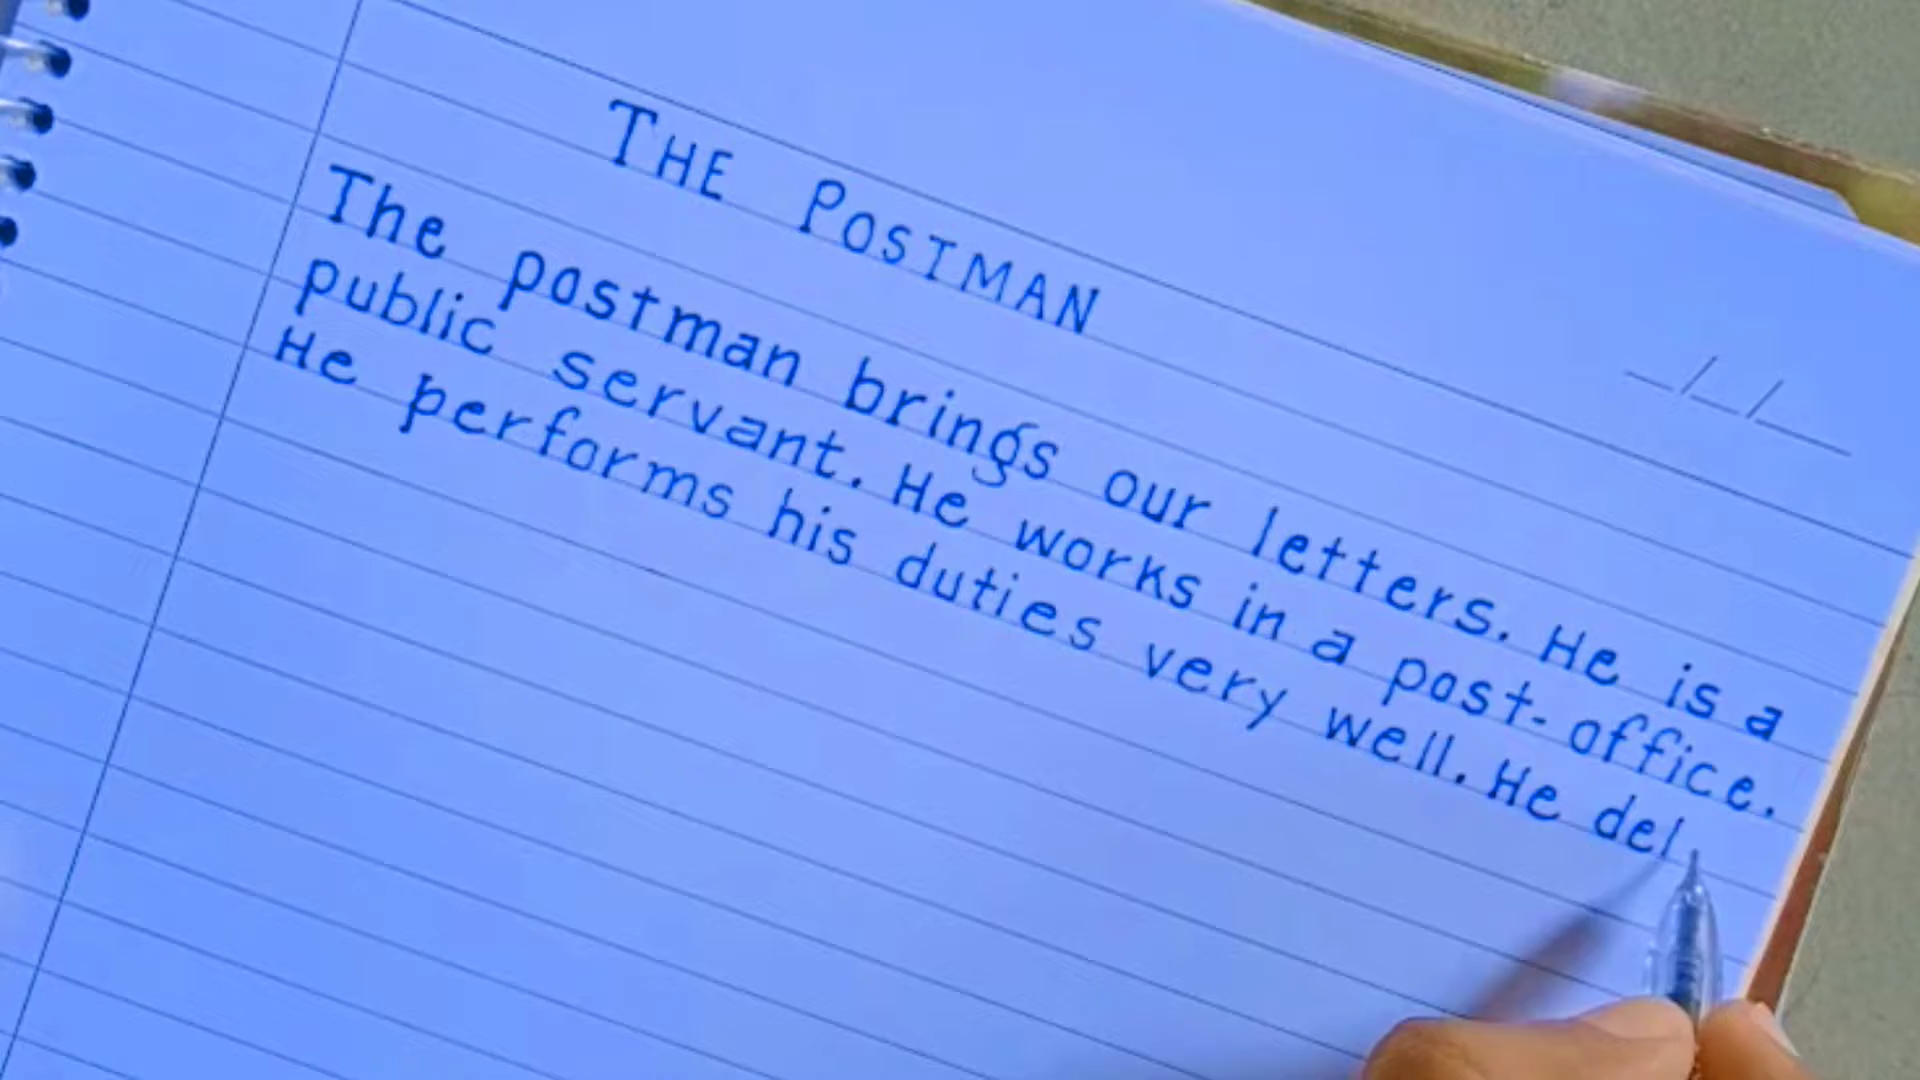 THE POSTMAN
_/_/__
The postman brings our letters. He is a
public servant. He works in a post-office.
He performs his duties very well. He del